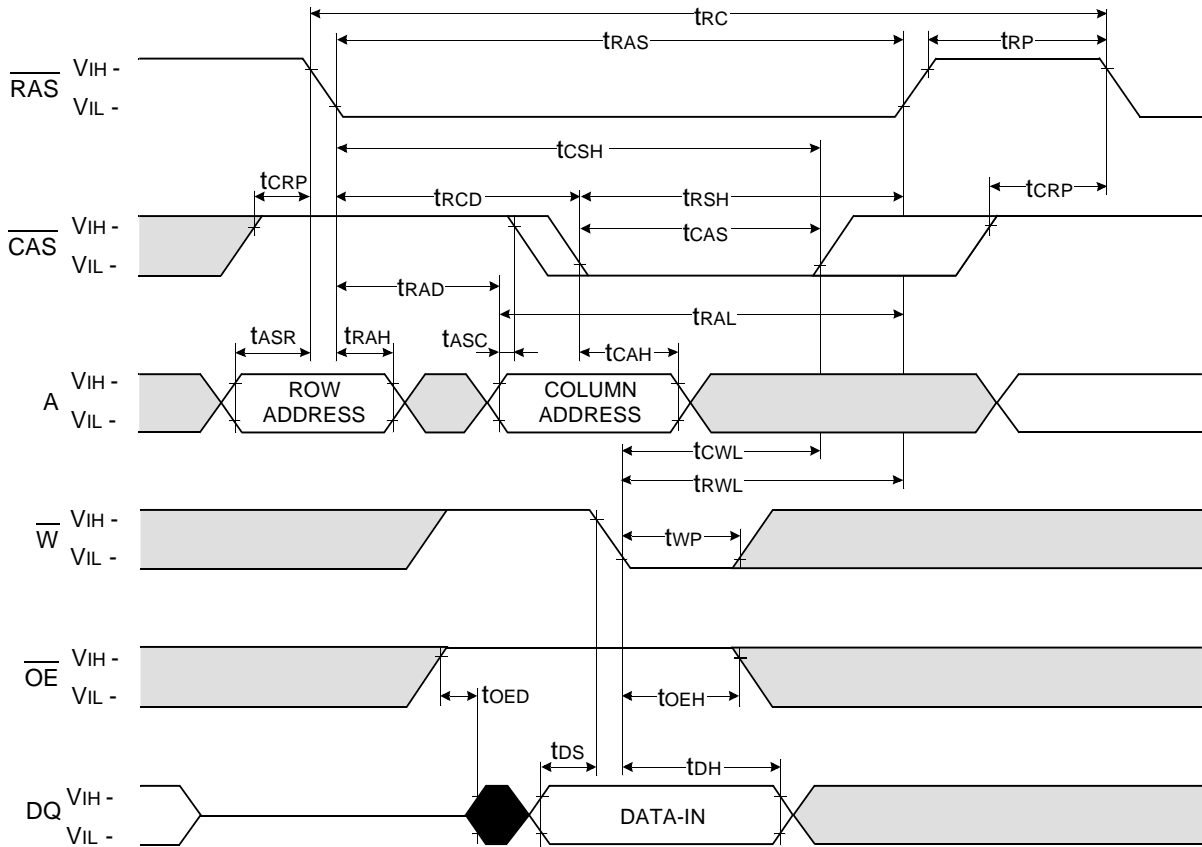 tRC
tRAS
tRP
RAS
VIH -
VIL -
tCSH
tCRP
tRCD
tRSH
tCRP
CAS
VIH -
VIL -
tCAS
tRAD
tRAL
tASR
tRAH
tASC
tCAH
A
VIH -
VIL -
ROW
ADDRESS
COLUMN
ADDRESS
tCWL
tRWL
W
VIH -
VIL -
tWP
OE
VIH -
VIL -
tOED
tOEH
tDS
tDH
DQ
VIH -
VIL -
DATA-IN